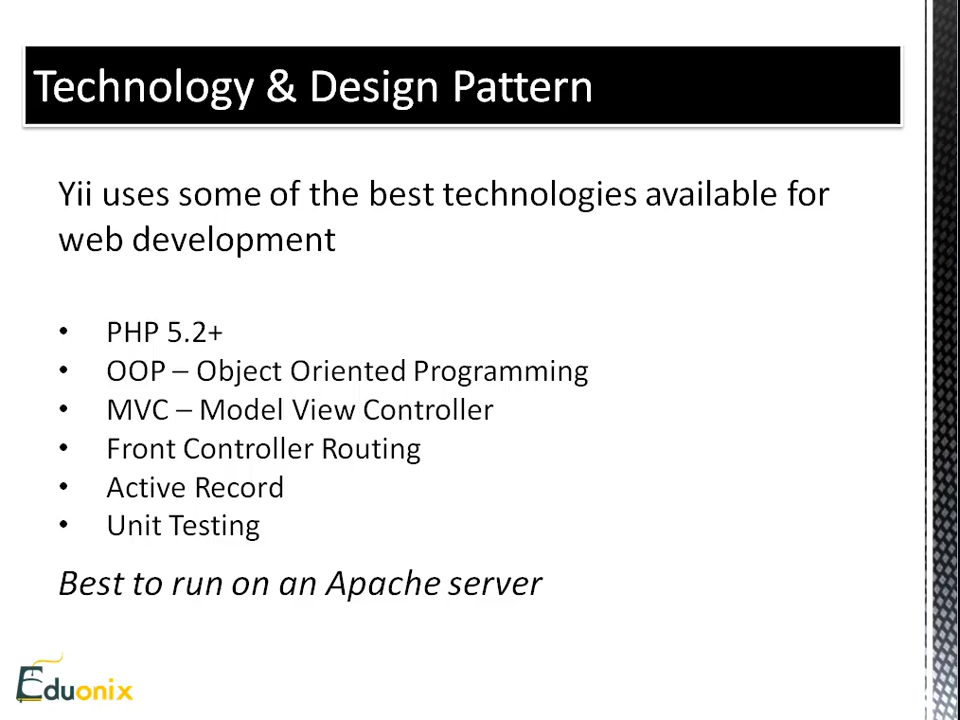 Technology & Design Pattern
Yii uses some of the best technologies available for
web development
• PHP 5.2+
• OOP – Object Oriented Programming
• MVC – Model View Controller
• Front Controller Routing
• Active Record
• Unit Testing
Best to run on an Apache server
Eduonix